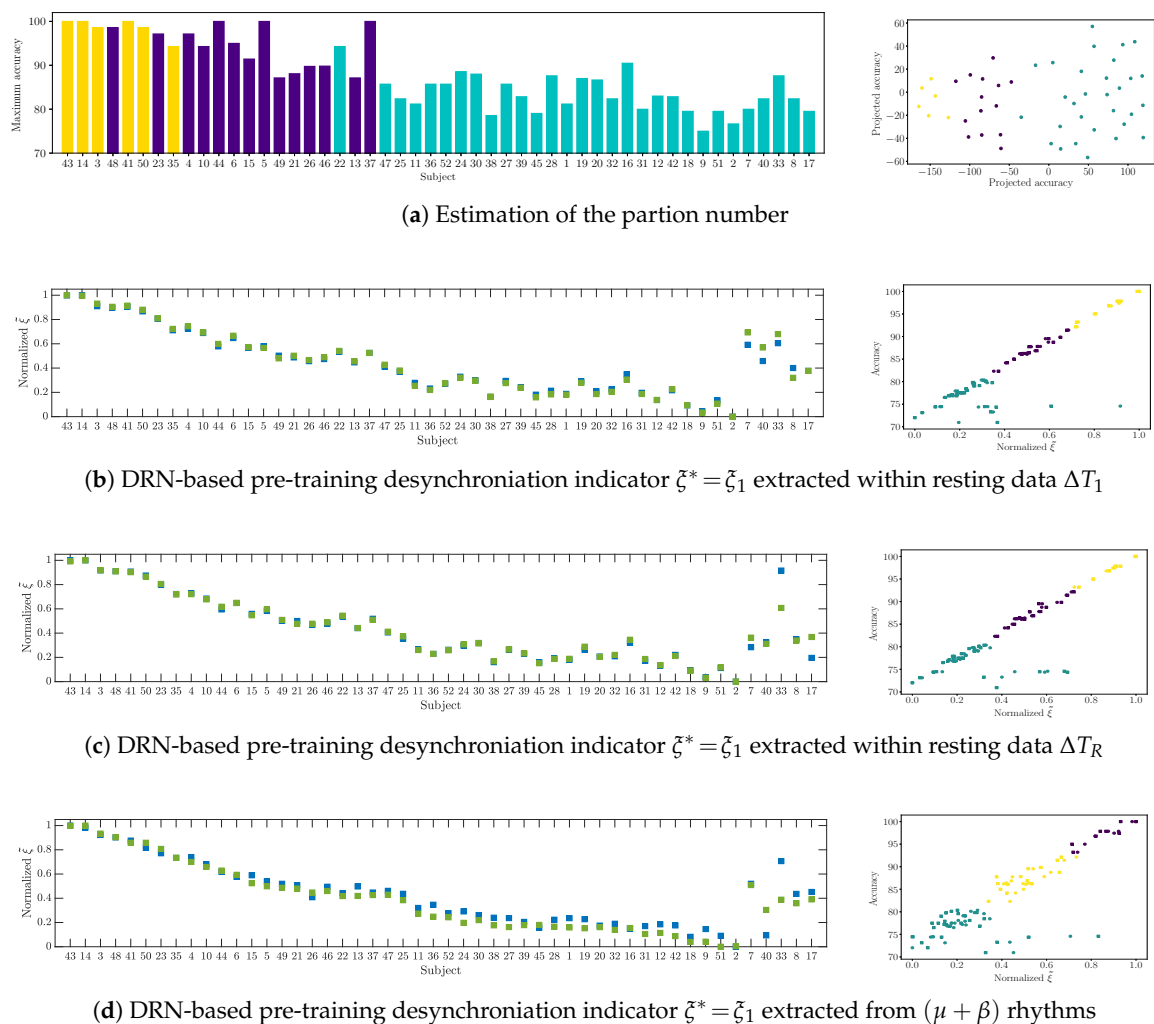 100
90
80
70
Maximum accuracy
43 14 3 48 41 50 23 35 4 10 44 6 15 5 49 21 26 46 22 13 37 47 25 11 36 52 24 30 38 27 39 45 28 1 19 20 32 16 31 12 42 18 9 51 2 7 40 33 8 17
Subject
60
40
20
0
−20
−40
−60
Projected accuracy
−150 −100 −50 0 50 100
Projected accuracy
(a) Estimation of the partion number
1
0.8
0.6
0.4
0.2
0
Normalized ξ̃
43 14 3 48 41 50 23 35 4 10 44 6 15 5 49 21 26 46 22 13 37 47 25 11 36 52 24 30 38 27 39 45 28 1 19 20 32 16 31 12 42 18 9 51 2 7 40 33 8 17
Subject
100
95
90
85
80
75
70
Accuracy
0.0 0.2 0.4 0.6 0.8 1.0
Normalized ξ̃
(b) DRN-based pre-training desynchroniation indicator ξ* = ξ₁ extracted within resting data ΔT₁
1
0.8
0.6
0.4
0.2
0
Normalized ξ̃
43 14 3 48 41 50 23 35 4 10 44 6 15 5 49 21 26 46 22 13 37 47 25 11 36 52 24 30 38 27 39 45 28 1 19 20 32 16 31 12 42 18 9 51 2 7 40 33 8 17
Subject
100
95
90
85
80
75
70
Accuracy
0.0 0.2 0.4 0.6 0.8 1.0
Normalized ξ̃
(c) DRN-based pre-training desynchroniation indicator ξ* = ξ₁ extracted within resting data ΔT_R
1
0.8
0.6
0.4
0.2
0
Normalized ξ̃
43 14 3 48 41 50 23 35 4 10 44 6 15 5 49 21 26 46 22 13 37 47 25 11 36 52 24 30 38 27 39 45 28 1 19 20 32 16 31 12 42 18 9 51 2 7 40 33 8 17
Subject
100
95
90
85
80
75
70
Accuracy
0.0 0.2 0.4 0.6 0.8 1.0
Normalized ξ̃
(d) DRN-based pre-training desynchroniation indicator ξ* = ξ₁ extracted from (μ + β) rhythms